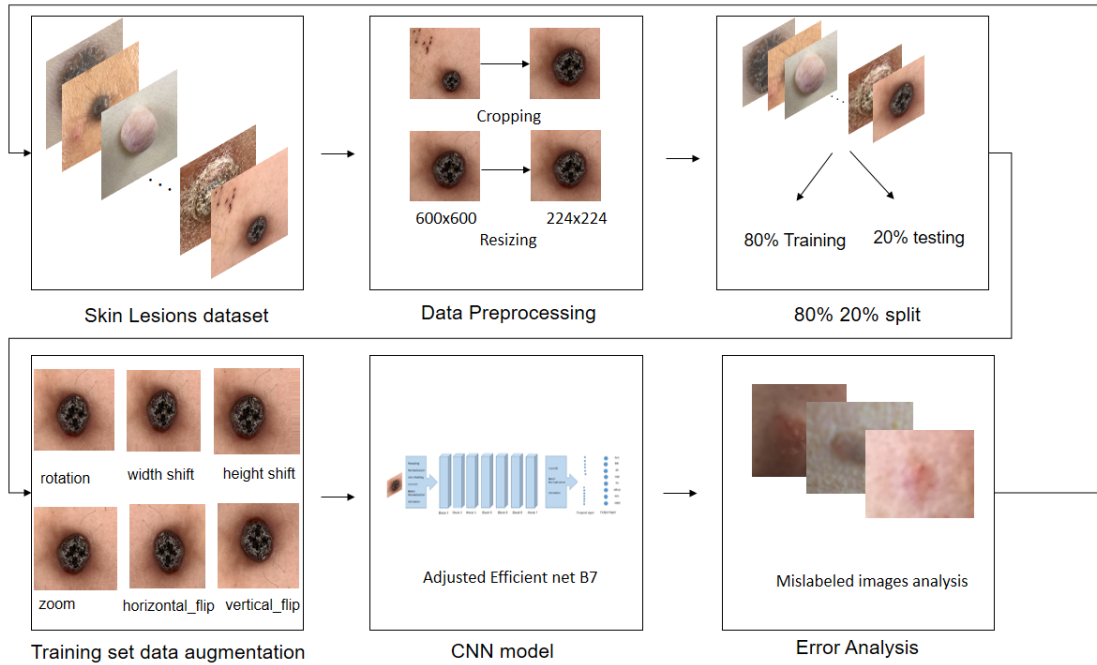 Cropping
600x600 224x224
Resizing
80% Training 20% testing
Skin Lesions dataset
Data Preprocessing
80% 20% split
rotation width shift height shift
zoom horizontal_flip vertical_flip
Training set data augmentation
Adjusted Efficient net B7
CNN model
Mislabeled images analysis
Error Analysis